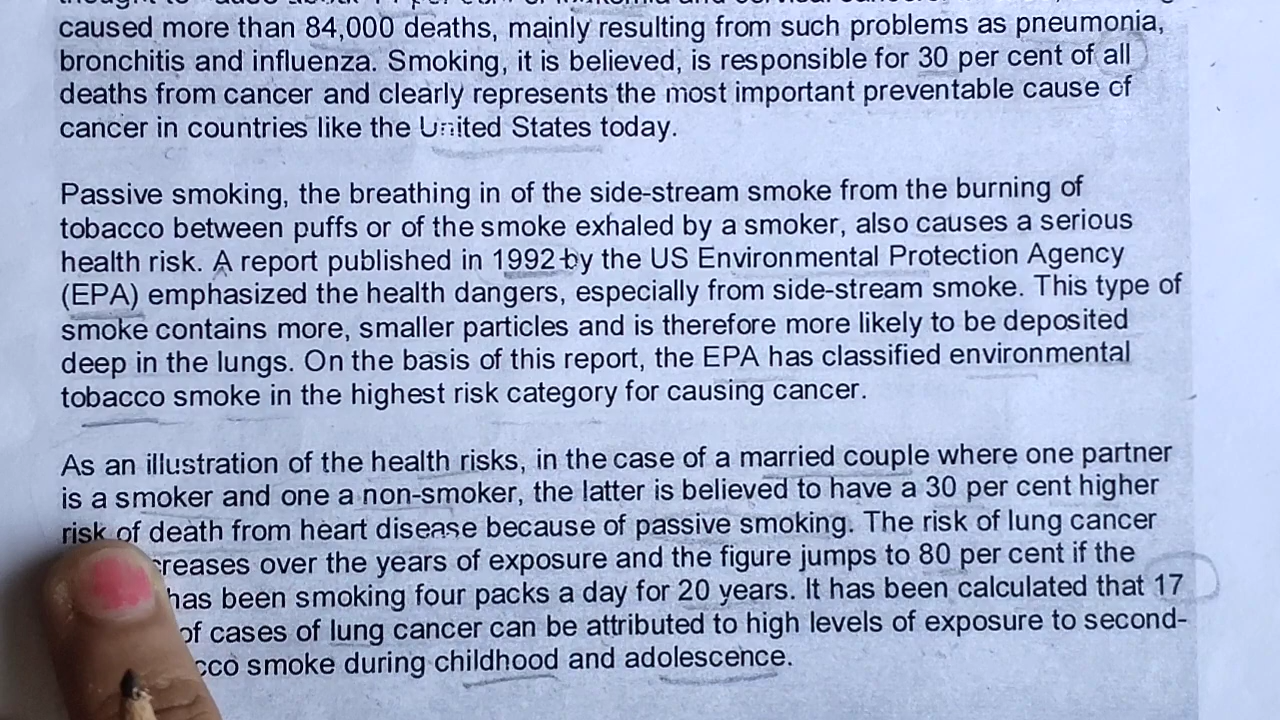 caused more than 84,000 deaths, mainly resulting from such problems as pneumonia,
bronchitis and influenza. Smoking, it is believed, is responsible for 30 per cent of all
deaths from cancer and clearly represents the most important preventable cause of
cancer in countries like the United States today.
Passive smoking, the breathing in of the side-stream smoke from the burning of
tobacco between puffs or of the smoke exhaled by a smoker, also causes a serious
health risk. A report published in 1992 by the US Environmental Protection Agency
(EPA) emphasized the health dangers, especially from side-stream smoke. This type of
smoke contains more, smaller particles and is therefore more likely to be deposited
deep in the lungs. On the basis of this report, the EPA has classified environmental
tobacco smoke in the highest risk category for causing cancer.
As an illustration of the health risks, in the case of a married couple where one partner
is a smoker and one a non-smoker, the latter is believed to have a 30 per cent higher
risk of death from heart disease because of passive smoking. The risk of lung cancer
creases over the years of exposure and the figure jumps to 80 per cent if the
has been smoking four packs a day for 20 years. It has been calculated that 17
of cases of lung cancer can be attributed to high levels of exposure to second-
cco smoke during childhood and adolescence.